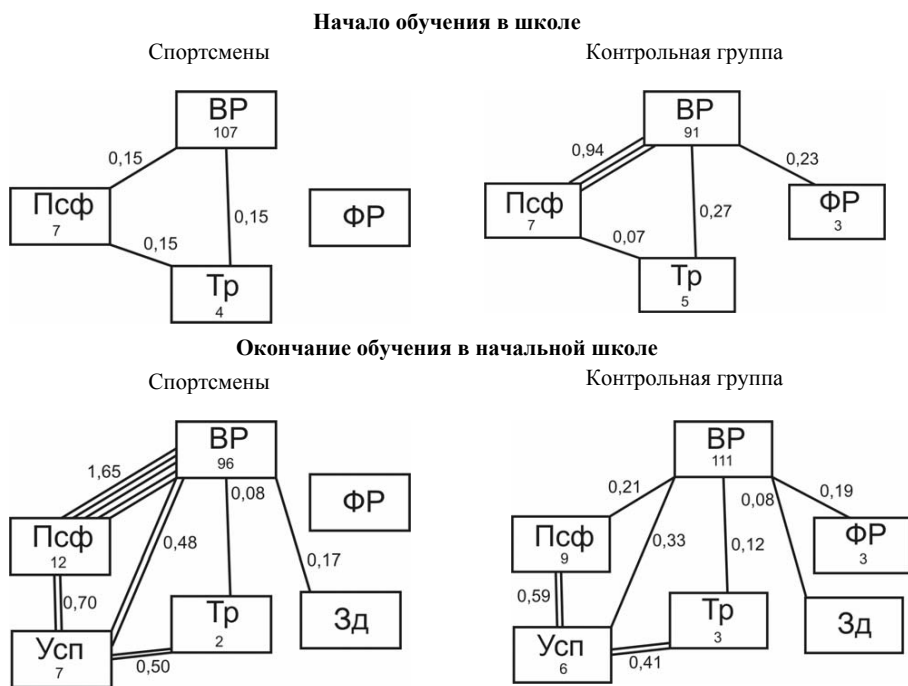 Начало обучения в школе
Спортсмены
Контрольная группа
ВР
107
0,15
Псф
7
0,15
ФР
0,15
Тр
4
ВР
91
0,94
0,23
Псф
7
0,27
ФР
3
0,07
Тр
5
Окончание обучения в начальной школе
Спортсмены
Контрольная группа
ВР
96
1,65
0,08
ФР
Псф
12
0,48
0,17
0,70
Тр
2
Зд
Усп
7
0,50
ВР
111
0,21
0,08
0,19
Псф
9
0,33
0,12
ФР
3
0,59
Тр
3
Зд
Усп
6
0,41